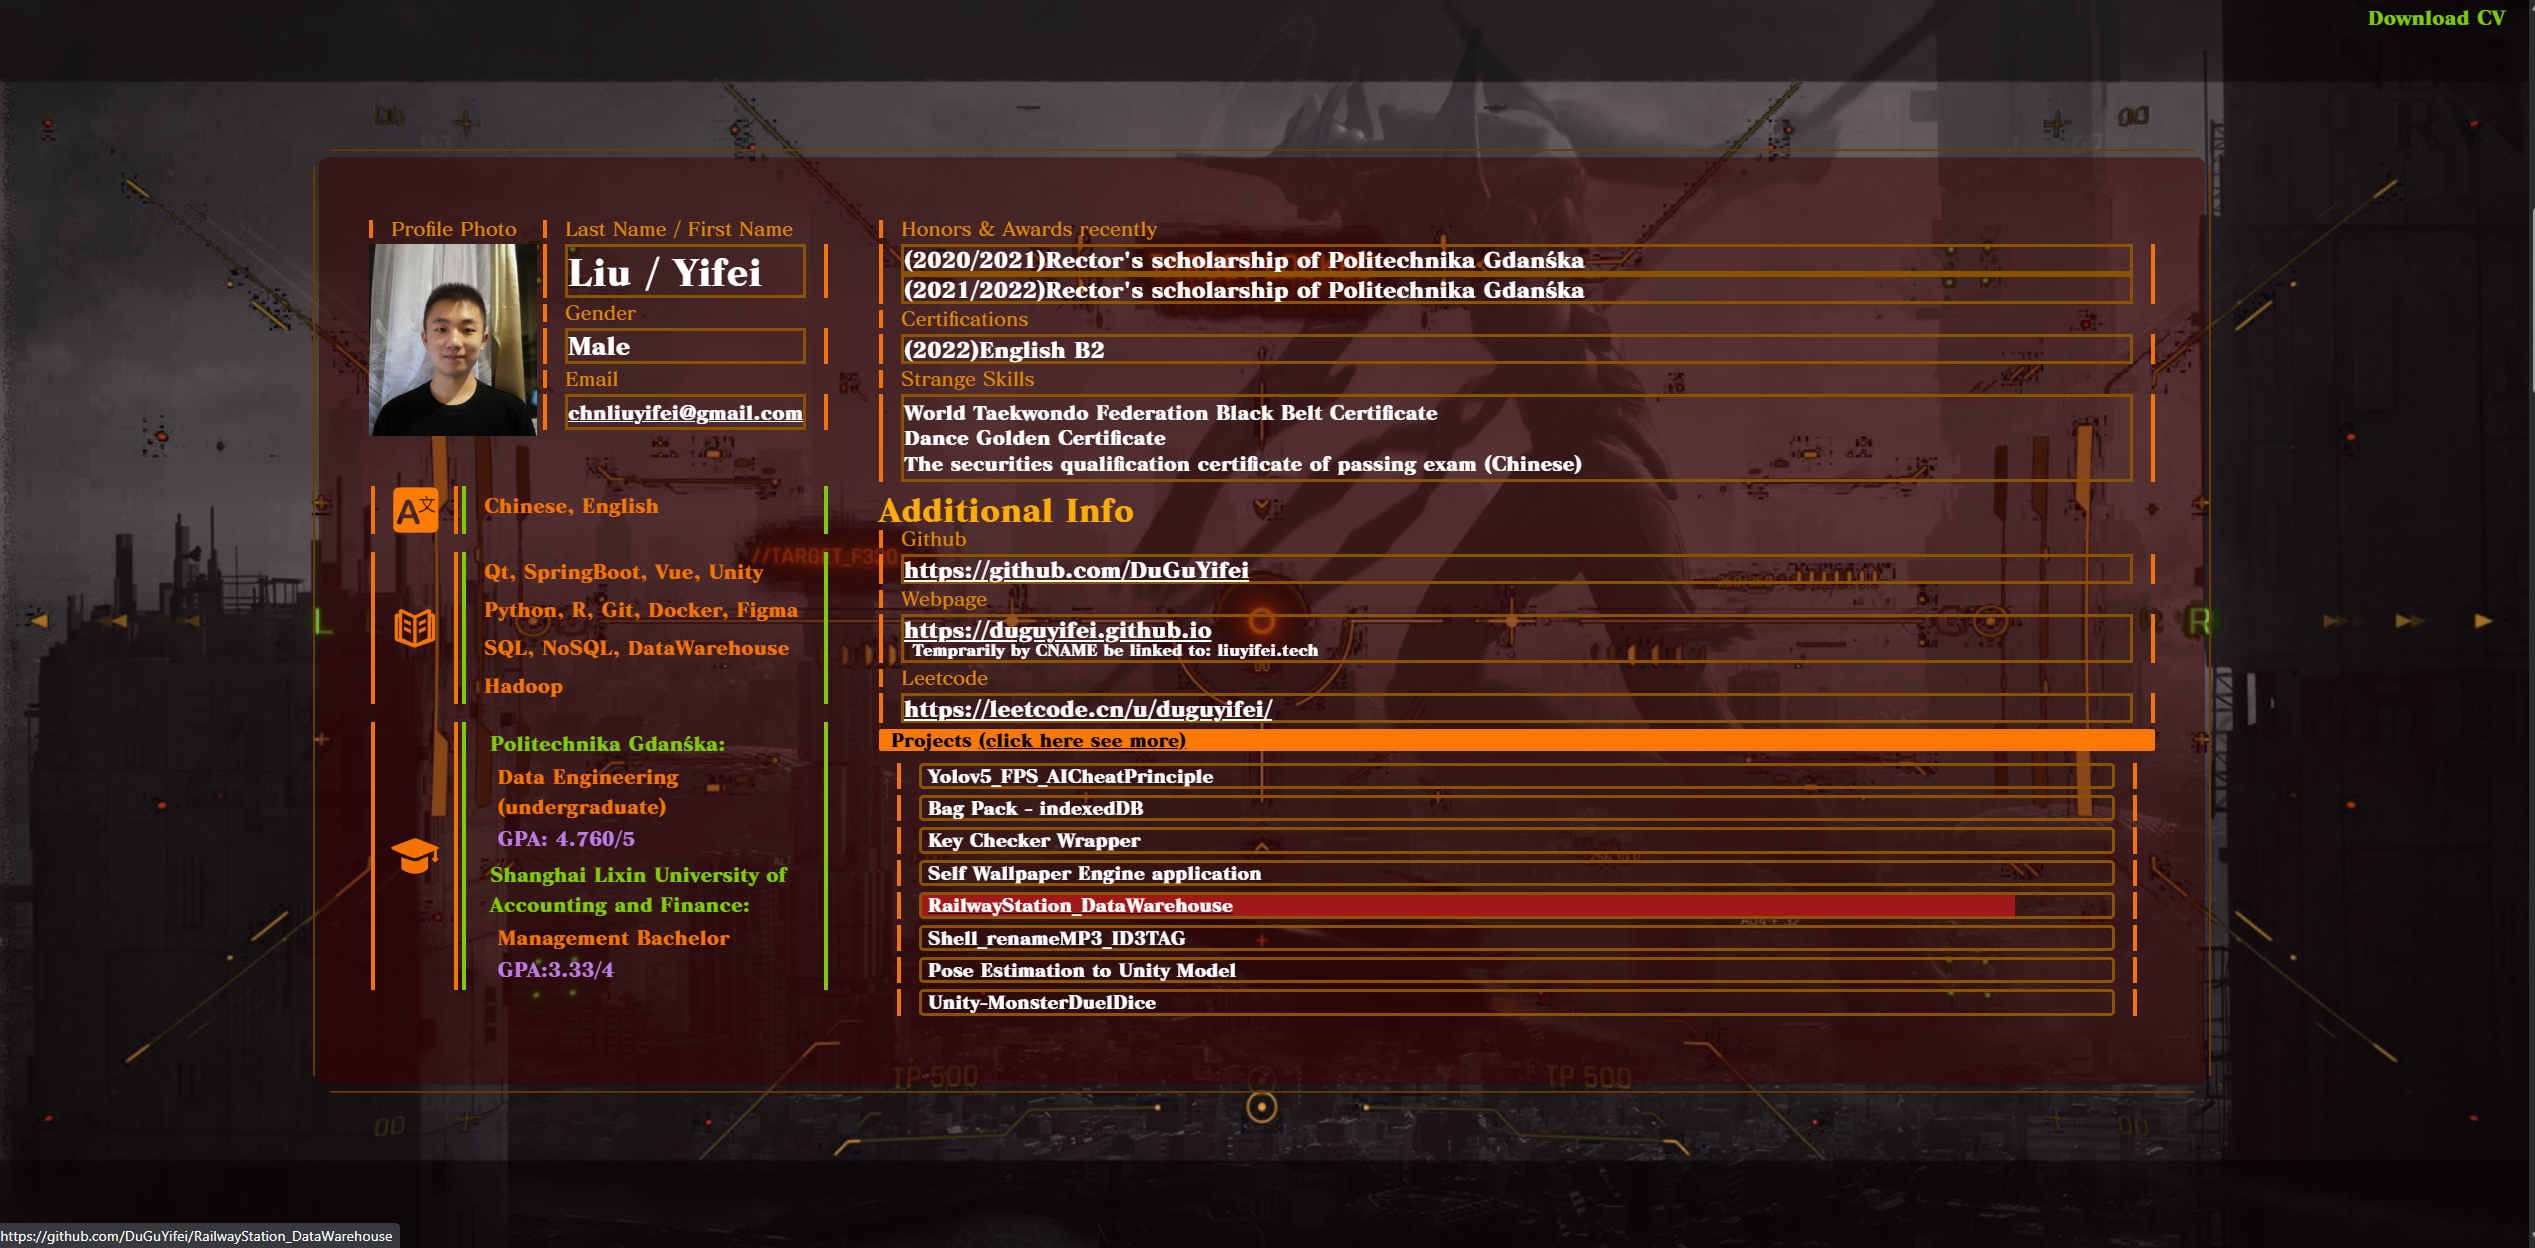 Download CV
Profile Photo
Last Name / First Name
Liu / Yifei
Gender
Male
Email
chnliuyifei@gmail.com
Chinese, English
Qt, SpringBoot, Vue, Unity
Python, R, Git, Docker, Figma
SQL, NoSQL, DataWarehouse
Hadoop
Politechnika Gdańska:
Data Engineering
(undergraduate)
GPA: 4.760/5
Shanghai Lixin University of
Accounting and Finance:
Management Bachelor
GPA:3.33/4
Honors & Awards recently
(2020/2021)Rector's scholarship of Politechnika Gdańska
(2021/2022)Rector's scholarship of Politechnika Gdańska
Certifications
(2022)English B2
Strange Skills
World Taekwondo Federation Black Belt Certificate
Dance Golden Certificate
The securities qualification certificate of passing exam (Chinese)
Additional Info
Github
https://github.com/DuGuYifei
Webpage
https://duguyifei.github.io
Temprarily by CNAME be linked to: liuyifei.tech
Leetcode
https://leetcode.cn/u/duguyifei/
Projects (click here see more)
Yolov5_FPS_AICheatPrinciple
Bag Pack - indexedDB
Key Checker Wrapper
Self Wallpaper Engine application
RailwayStation_DataWarehouse
Shell_renameMP3_ID3TAG
Pose Estimation to Unity Model
Unity-MonsterDuelDice
L
R
TP 500
TP 500
00
00
https://github.com/DuGuYifei/RailwayStation_DataWarehouse